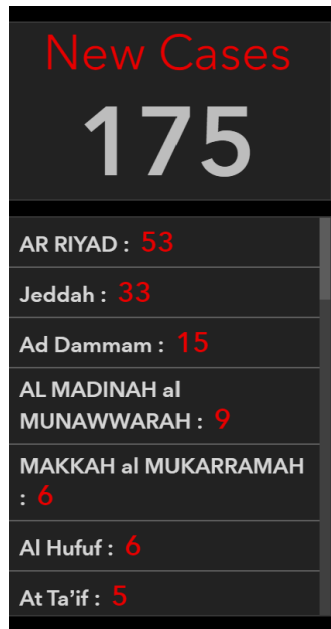 New Cases
175
AR RIYAD : 53
Jeddah : 33
Ad Dammam : 15
AL MADINAH al
MUNAWWARAH : 9
MAKKAH al MUKARRAMAH
: 6
Al Hufuf : 6
At Ta’if : 5